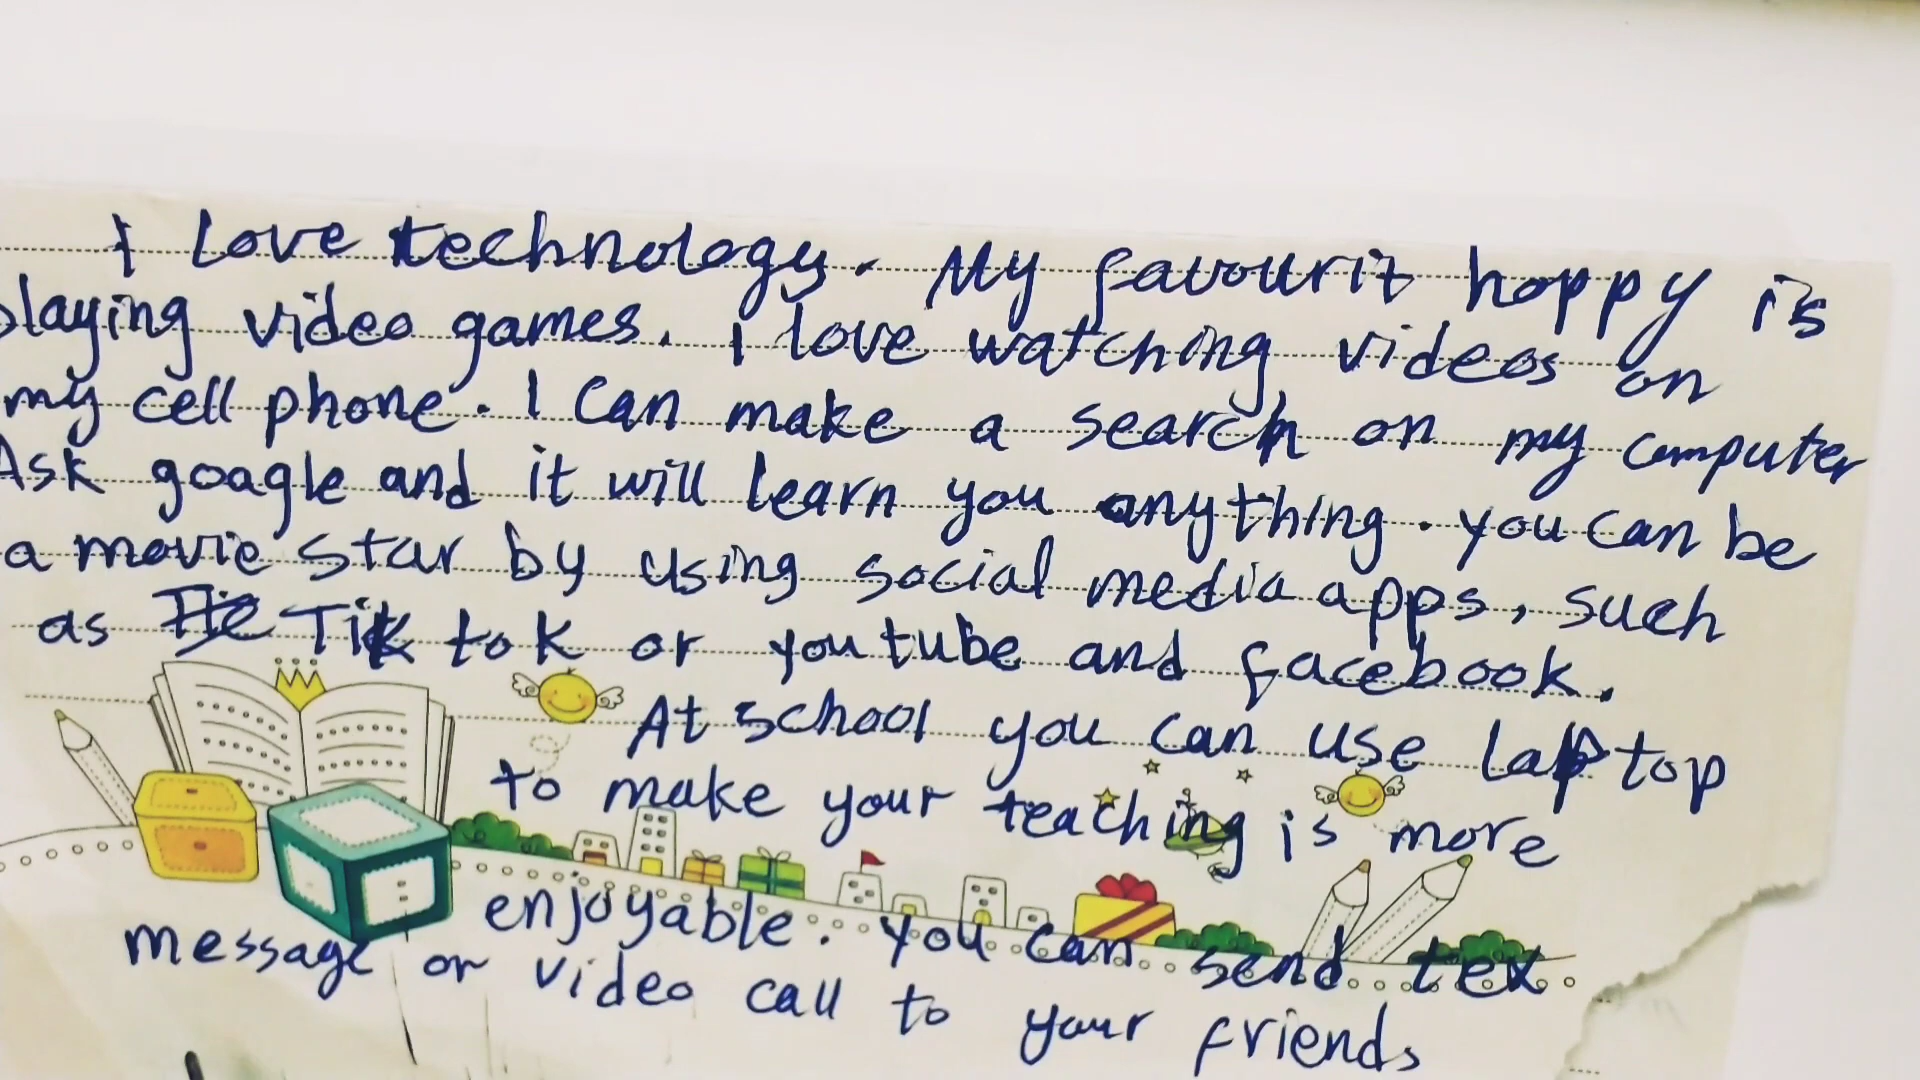 I love technology. My favourit hoppy is
playing video games. I love watching videos on
my cell phone. I can make a search on my computer
Ask goagle and it will learn you anything. you can be
a movie star by using social media apps, such
as Tik tok or youtube and facebook.
At school you can use laptop
to make your teaching is more
enjoyable. you can send tex
message or video call to your friends